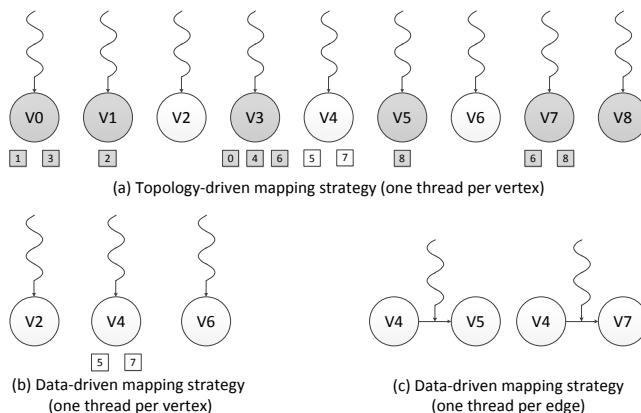 V0 V1 V2 V3 V4 V5 V6 V7 V8
1 3 2 0 4 6 5 7 8 6 8
(a) Topology-driven mapping strategy (one thread per vertex)
V2 V4 V6
5 7
(b) Data-driven mapping strategy
(one thread per vertex)
V4 V5 V4 V7
(c) Data-driven mapping strategy
(one thread per edge)